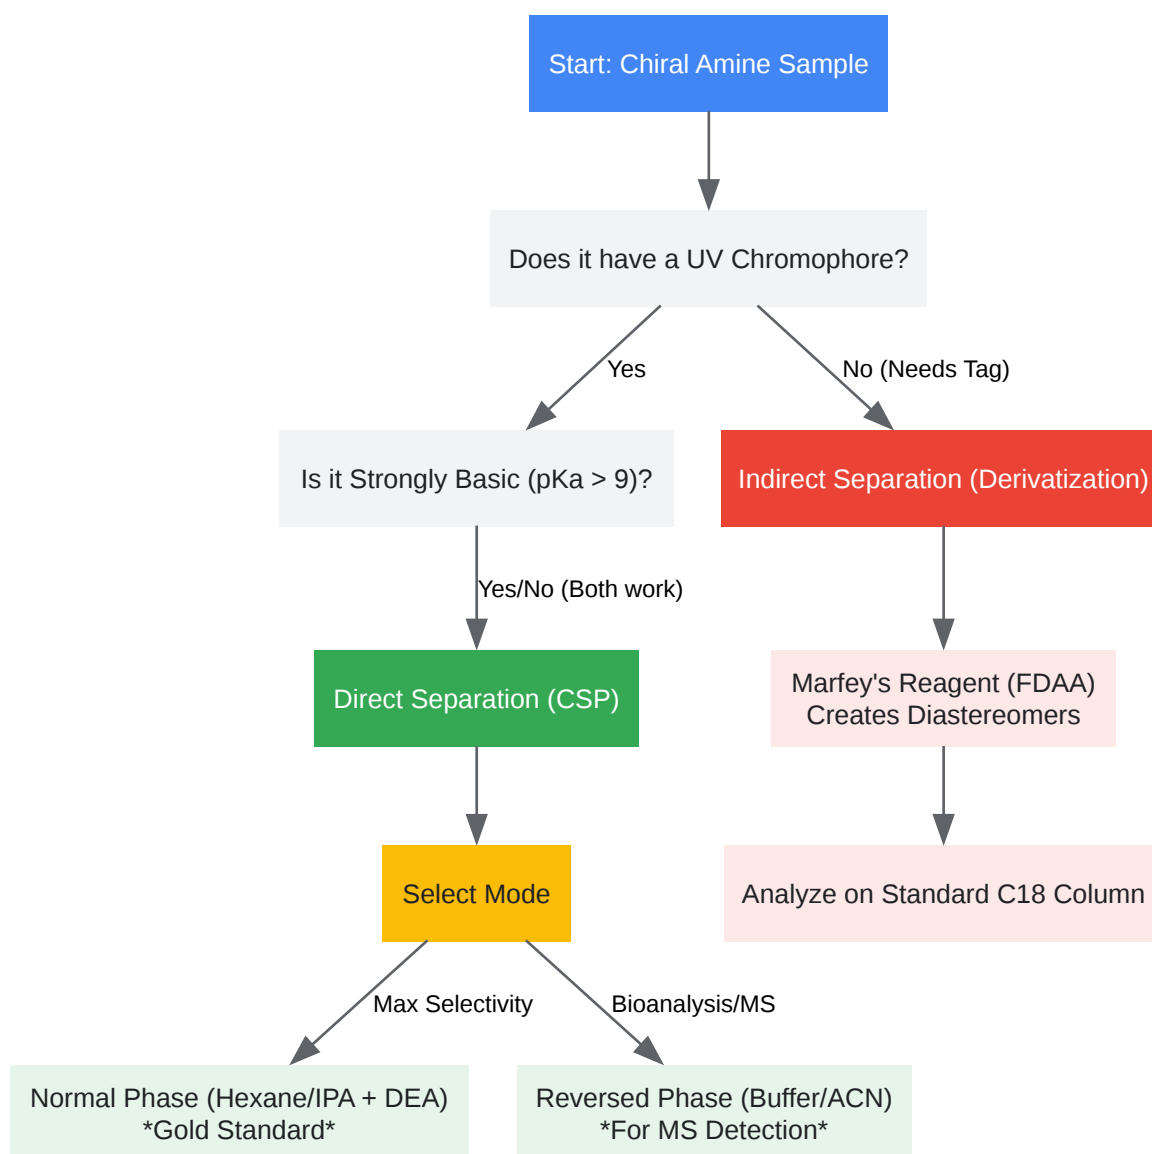 Start: Chiral Amine Sample
Does it have a UV Chromophore?
Yes
No (Needs Tag)
Is it Strongly Basic (pKa > 9)?
Indirect Separation (Derivatization)
Yes/No (Both work)
Direct Separation (CSP)
Marfey's Reagent (FDAA)
Creates Diastereomers
Select Mode
Analyze on Standard C18 Column
Max Selectivity
Bioanalysis/MS
Normal Phase (Hexane/IPA + DEA)
*Gold Standard*
Reversed Phase (Buffer/ACN)
*For MS Detection*